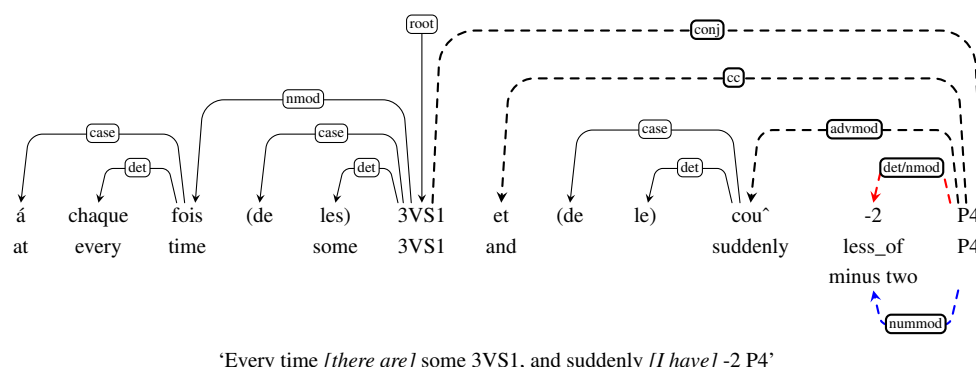 root
conj
cc
nmod
case case case advmod
det det det det/nmod
á chaque fois (de les) 3VS1 et (de le) couˆ -2 P4
at every time some 3VS1 and suddenly less_of P4
minus two
nummod
‘Every time [there are] some 3VS1, and suddenly [I have] -2 P4’